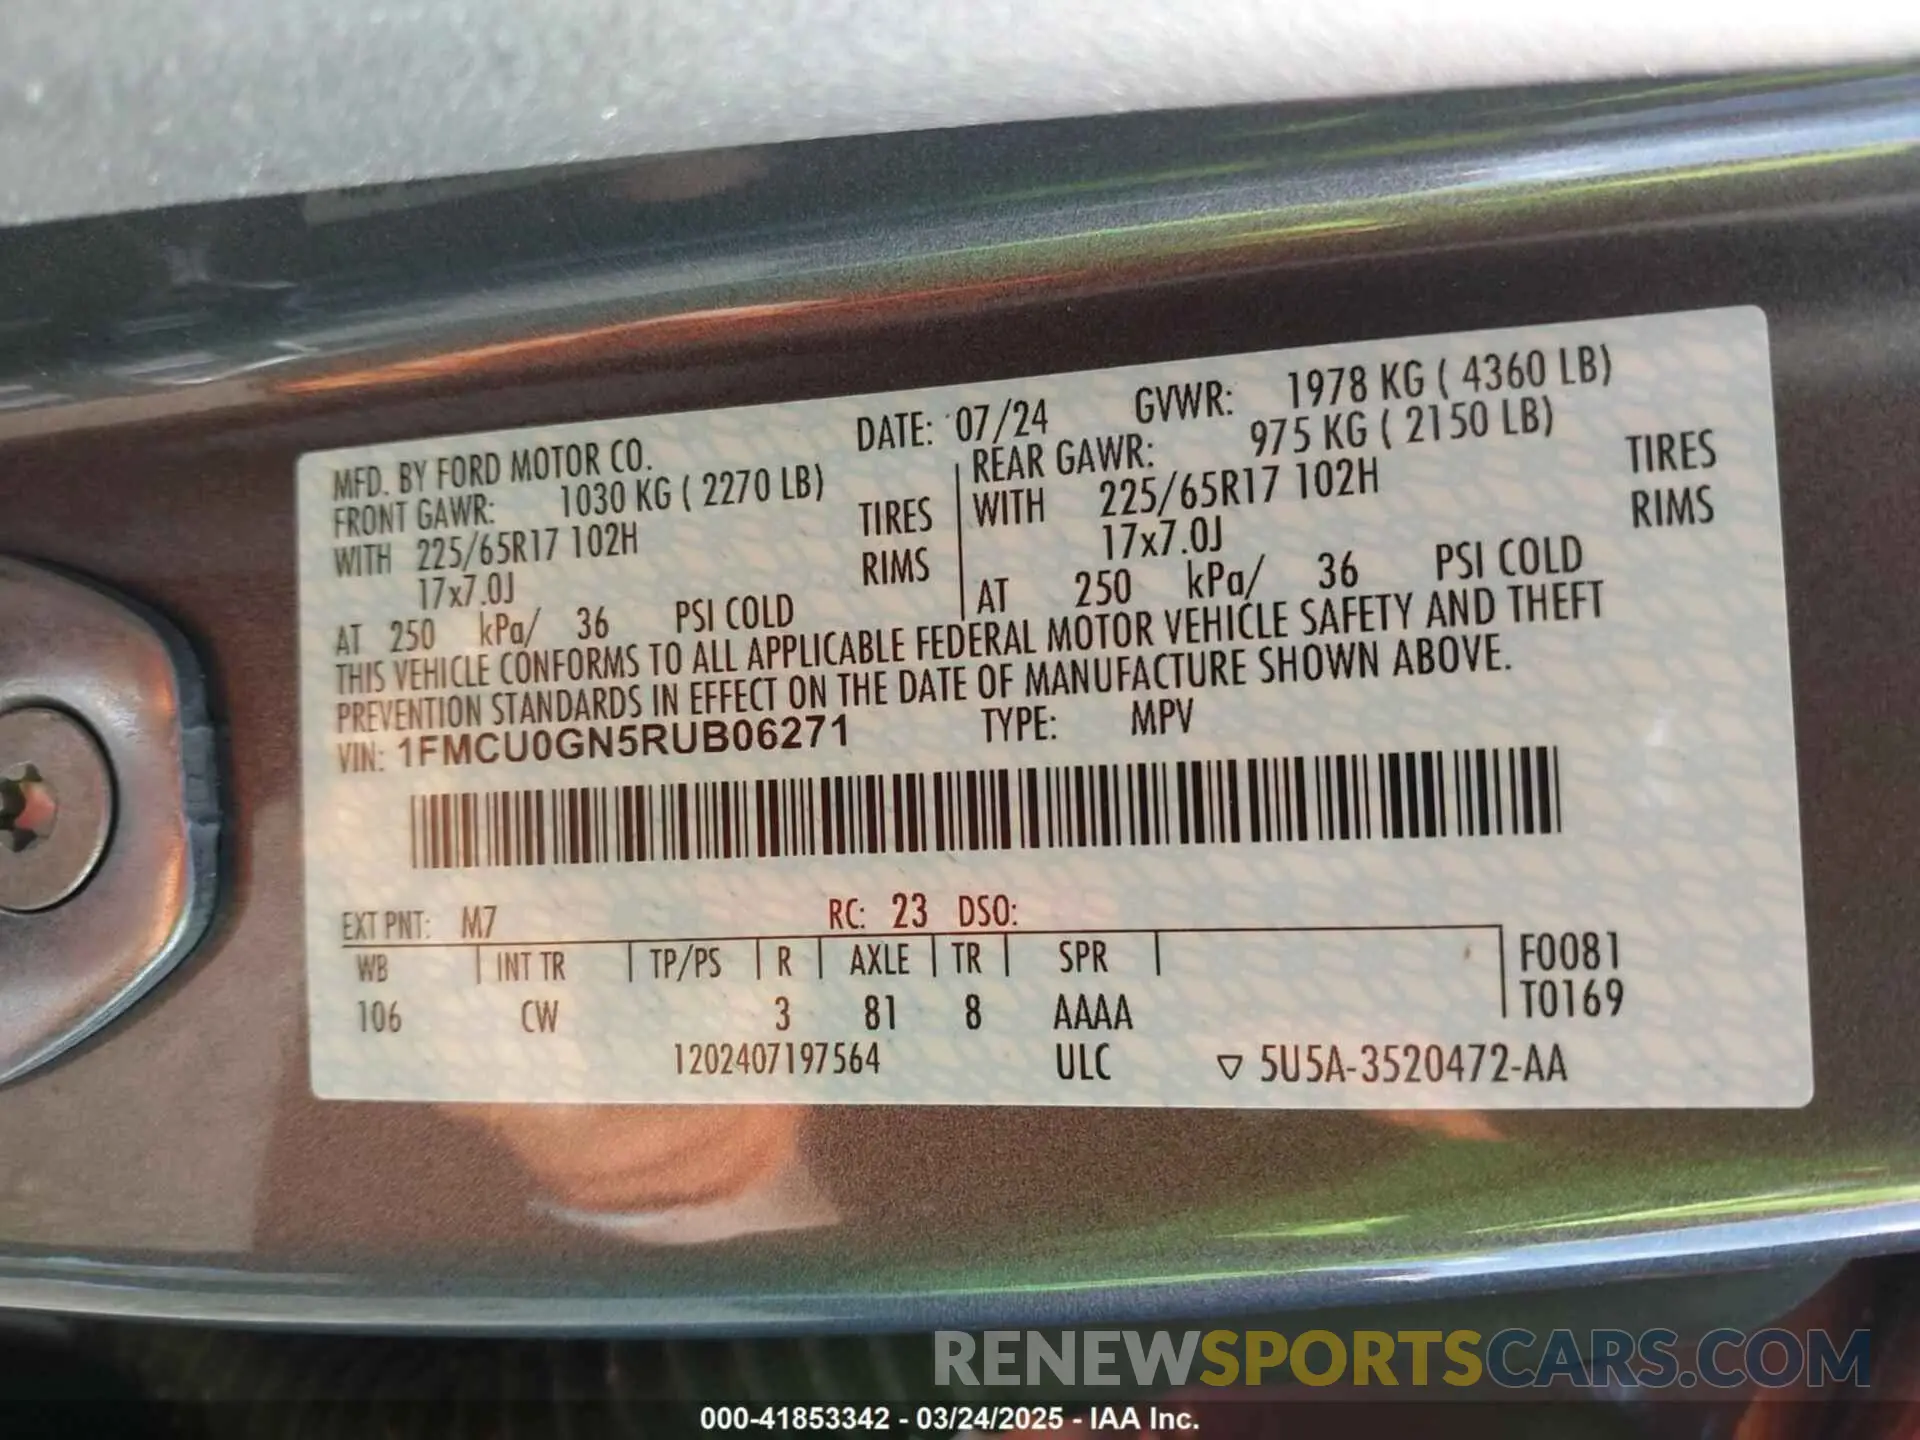 MFD. BY FORD MOTOR CO. DATE: 07/24 GVWR: 1978 KG ( 4360 LB)
FRONT GAWR: 1030 KG ( 2270 LB) REAR GAWR: 975 KG ( 2150 LB)
WITH 225/65R17 102H TIRES WITH 225/65R17 102H TIRES
17x7.0J RIMS 17x7.0J RIMS
AT 250 kPa/ 36 PSI COLD AT 250 kPa/ 36 PSI COLD
THIS VEHICLE CONFORMS TO ALL APPLICABLE FEDERAL MOTOR VEHICLE SAFETY AND THEFT
PREVENTION STANDARDS IN EFFECT ON THE DATE OF MANUFACTURE SHOWN ABOVE.
VIN: 1FMCU0GN5RUB06271 TYPE: MPV
EXT PNT: M7 RC: 23 DSO:
WB INT TR TP/PS R AXLE TR SPR F0081
106 CW 3 81 8 AAAA T0169
1202407197564 ULC ▽ 5U5A-3520472-AA
RENEWSPORTSCARS.COM
000-41853342 - 03/24/2025 - IAA Inc.